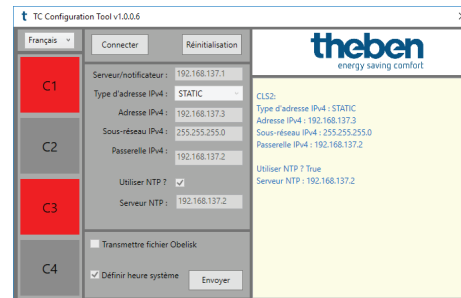 TC Configuration Tool v1.0.0.6
Français
Connecter
Réinitialisation
theben
energy saving comfort
C1
C2
C3
C4
Serveur/notificateur : 192.168.137.1
Type d'adresse IPv4 : STATIC
Adresse IPv4 : 192.168.137.3
Sous-réseau IPv4 : 255.255.255.0
Passerelle IPv4 : 192.168.137.2
Utiliser NTP ?
Serveur NTP : 192.168.137.2
Transmettre fichier Obelisk
Définir heure système
Envoyer
CLS2:
Type d'adresse IPv4 : STATIC
Adresse IPv4 : 192.168.137.3
Sous-réseau IPv4 : 255.255.255.0
Passerelle IPv4 : 192.168.137.2
Utiliser NTP ? True
Serveur NTP : 192.168.137.2